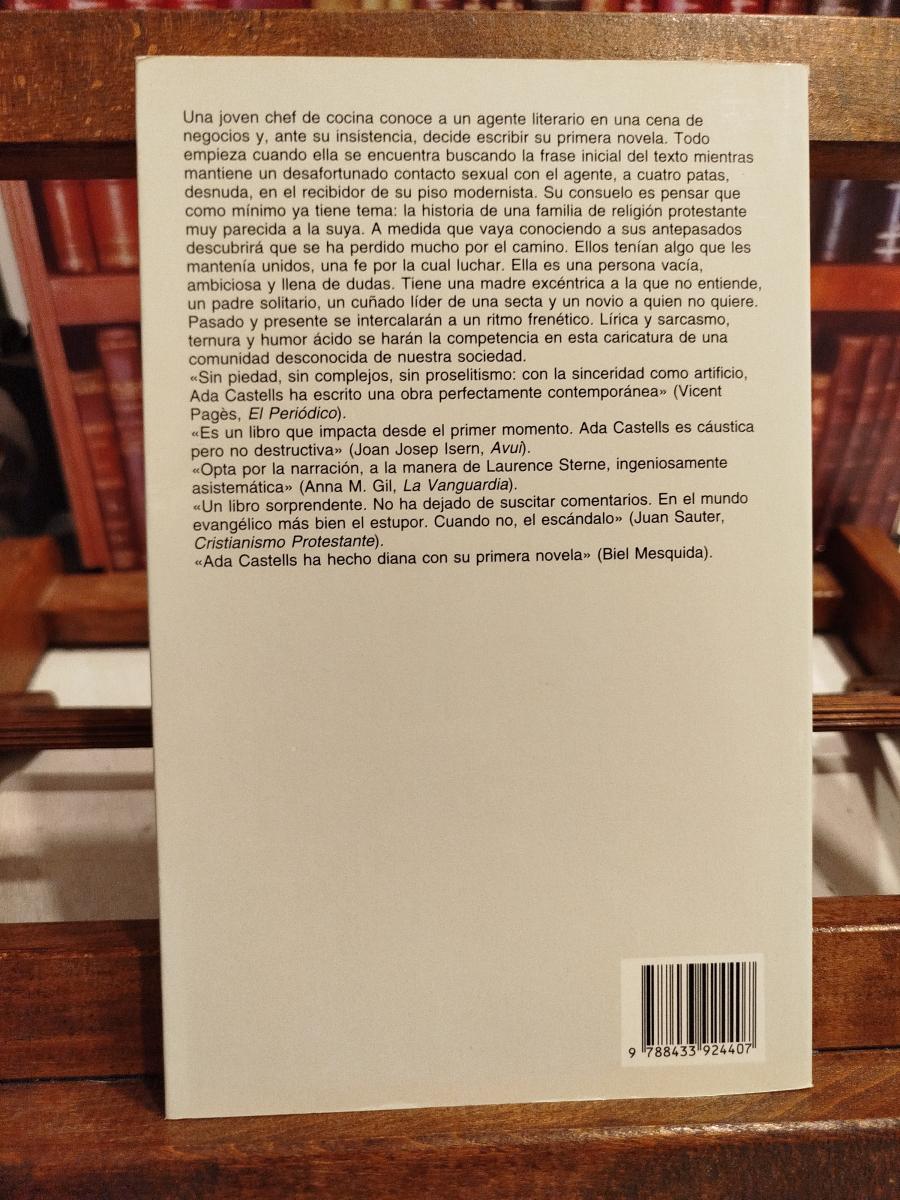 Una joven chef de cocina conoce a un agente literario en una cena de
negocios y, ante su insistencia, decide escribir su primera novela. Todo
empieza cuando ella se encuentra buscando la frase inicial del texto mientras
mantiene un desafortunado contacto sexual con el agente, a cuatro patas,
desnuda, en el recibidor de su piso modernista. Su consuelo es pensar que
como mínimo ya tiene tema: la historia de una familia de religión protestante
muy parecida a la suya. A medida que vaya conociendo a sus antepasados
descubrirá que se ha perdido mucho por el camino. Ellos tenían algo que les
mantenía unidos, una fe por la cual luchar. Ella es una persona vacía,
ambiciosa y llena de dudas. Tiene una madre excéntrica a la que no entiende,
un padre solitario, un cuñado líder de una secta y un novio a quien no quiere.
Pasado y presente se intercalarán a un ritmo frenético. Lírica y sarcasmo,
ternura y humor ácido se harán la competencia en esta caricatura de una
comunidad desconocida de nuestra sociedad.
«Sin piedad, sin complejos, sin proselitismo: con la sinceridad como artificio,
Ada Castells ha escrito una obra perfectamente contemporánea» (Vicent
Pagès, El Periódico).
«Es un libro que impacta desde el primer momento. Ada Castells es cáustica
pero no destructiva» (Joan Josep Isern, Avui).
«Opta por la narración, a la manera de Laurence Sterne, ingeniosamente
asistemática» (Anna M. Gil, La Vanguardia).
«Un libro sorprendente. No ha dejado de suscitar comentarios. En el mundo
evangélico más bien el estupor. Cuando no, el escándalo» (Juan Sauter,
Cristianismo Protestante).
«Ada Castells ha hecho diana con su primera novela» (Biel Mesquida).
9 788433 924407